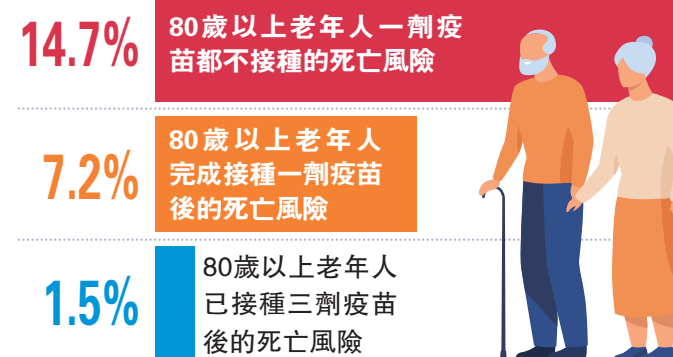 14.7%
80歲以上老年人一劑疫
苗都不接種的死亡風險
7.2%
80歲以上老年人
完成接種一劑疫苗
後的死亡風險
1.5%
80歲以上老年人
已接種三劑疫苗
後的死亡風險